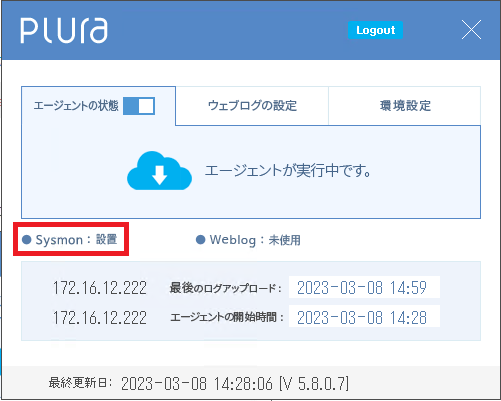 PLURA
Logout
エージェントの状態 ウェブログの設定 環境設定
エージェントが実行中です。
Sysmon : 設置 Weblog : 未使用
172.16.12.222 最後のログアップロード : 2023-03-08 14:59
172.16.12.222 エージェントの開始時間 : 2023-03-08 14:28
最終更新日: 2023-03-08 14:28:06 [V 5.8.0.7]